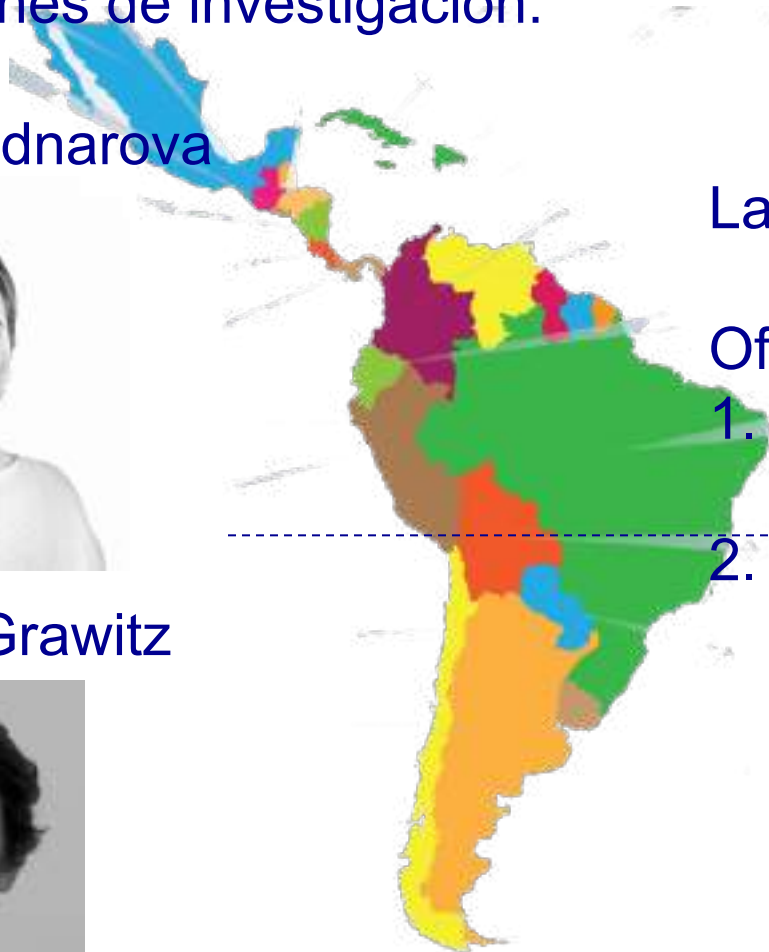 nes de investigación.
dnarova
La
Of
1.
2.
Grawitz